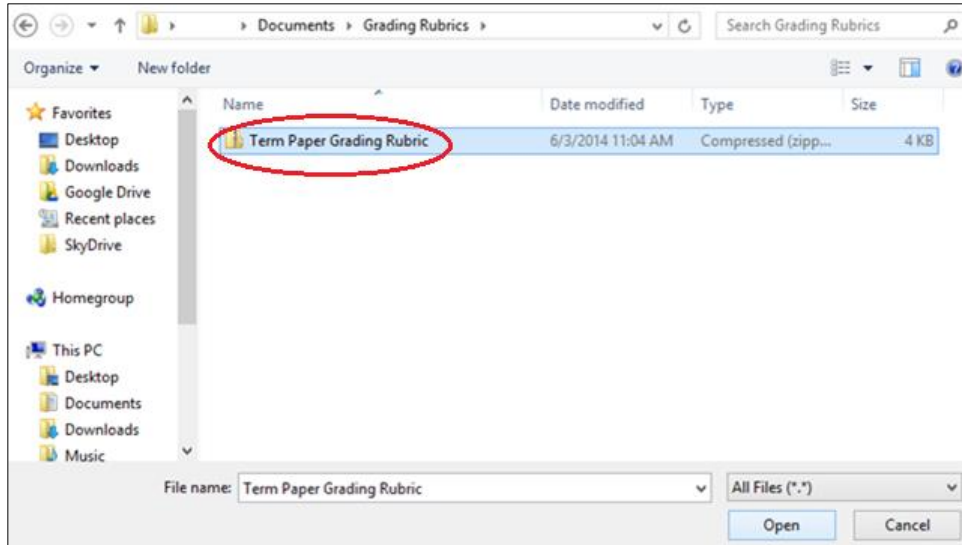 Documents Grading Rubrics Search Grading Rubrics
Organize New folder
Name Date modified Type Size
Term Paper Grading Rubric 6/3/2014 11:04 AM Compressed (zipp... 4 KB
Favorites
Desktop
Downloads
Google Drive
Recent places
SkyDrive
Homegroup
This PC
Desktop
Documents
Downloads
Music
File name: Term Paper Grading Rubric All Files (*.*)
Open Cancel